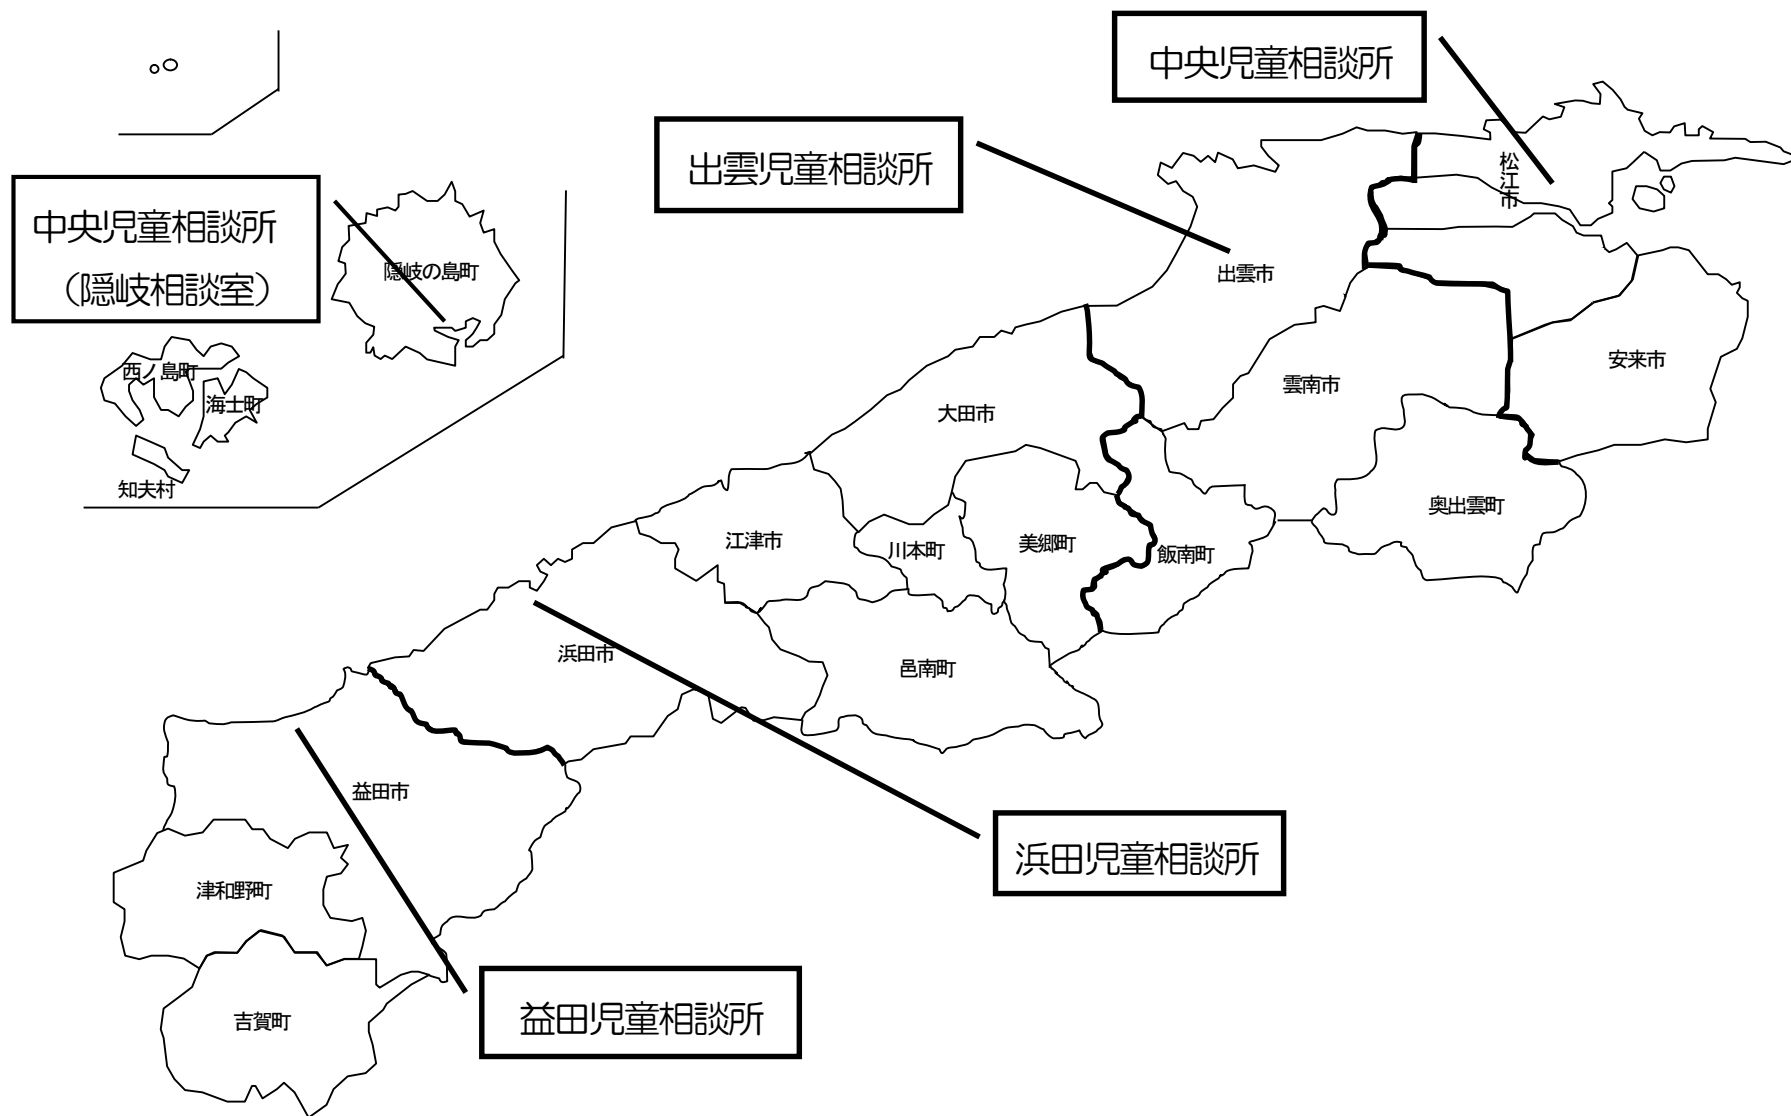 中央児童相談所
出雲児童相談所
松江市
中央児童相談所
（隠岐相談室）
隠岐の島町
出雲市
西ノ島町
海士町
知夫村
安来市
雲南市
大田市
奥出雲町
江津市
川本町
美郷町
飯南町
浜田市
邑南町
益田市
浜田児童相談所
津和野町
益田児童相談所
吉賀町